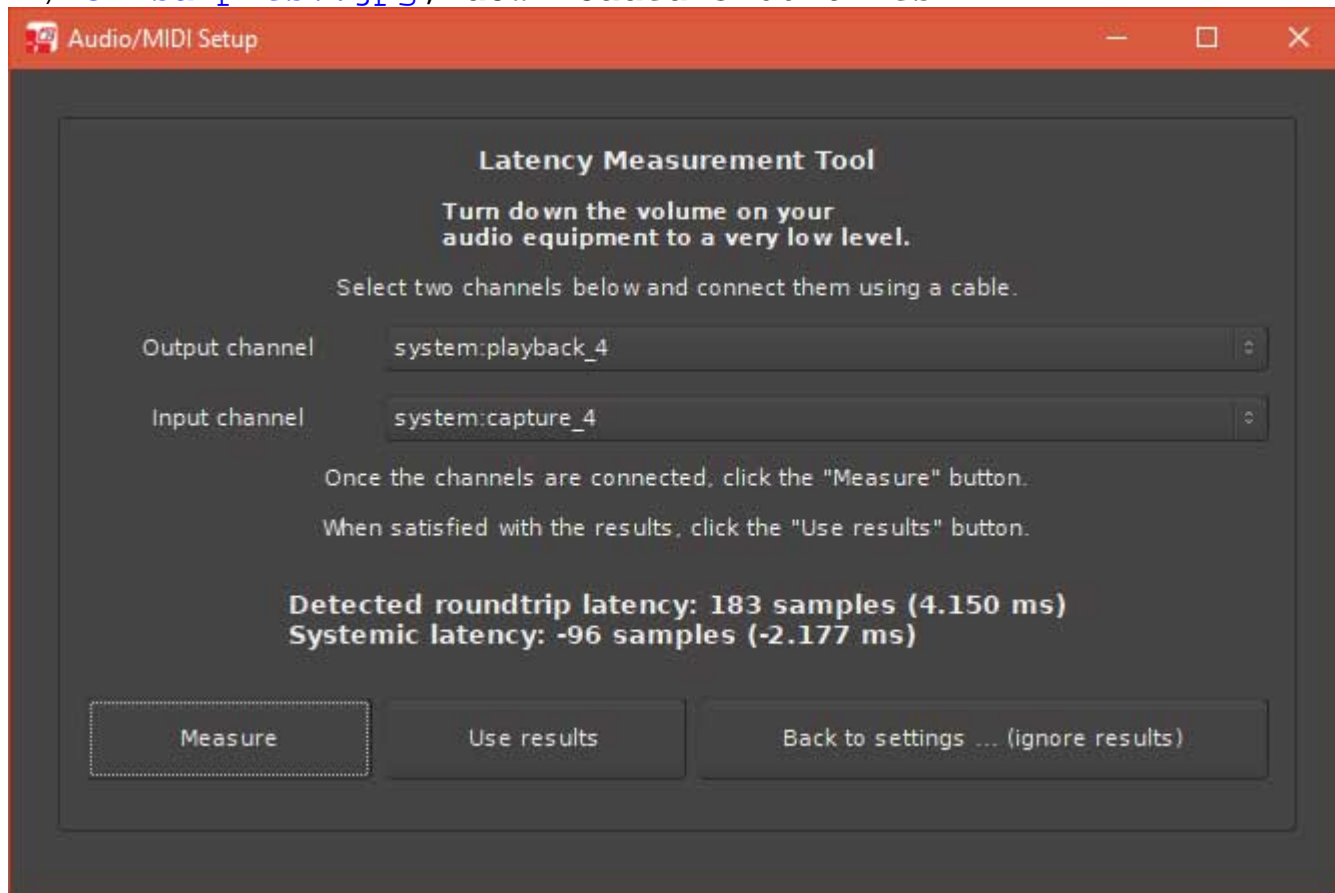 Audio/MIDI Setup
Latency Measurement Tool
Turn down the volume on your
audio equipment to a very low level.
Select two channels below and connect them using a cable.
Output channel system:playback_4
Input channel system:capture_4
Once the channels are connected, click the "Measure" button.
When satisfied with the results, click the "Use results" button.
Detected roundtrip latency: 183 samples (4.150 ms)
Systemic latency: -96 samples (-2.177 ms)
Measure Use results Back to settings ... (ignore results)